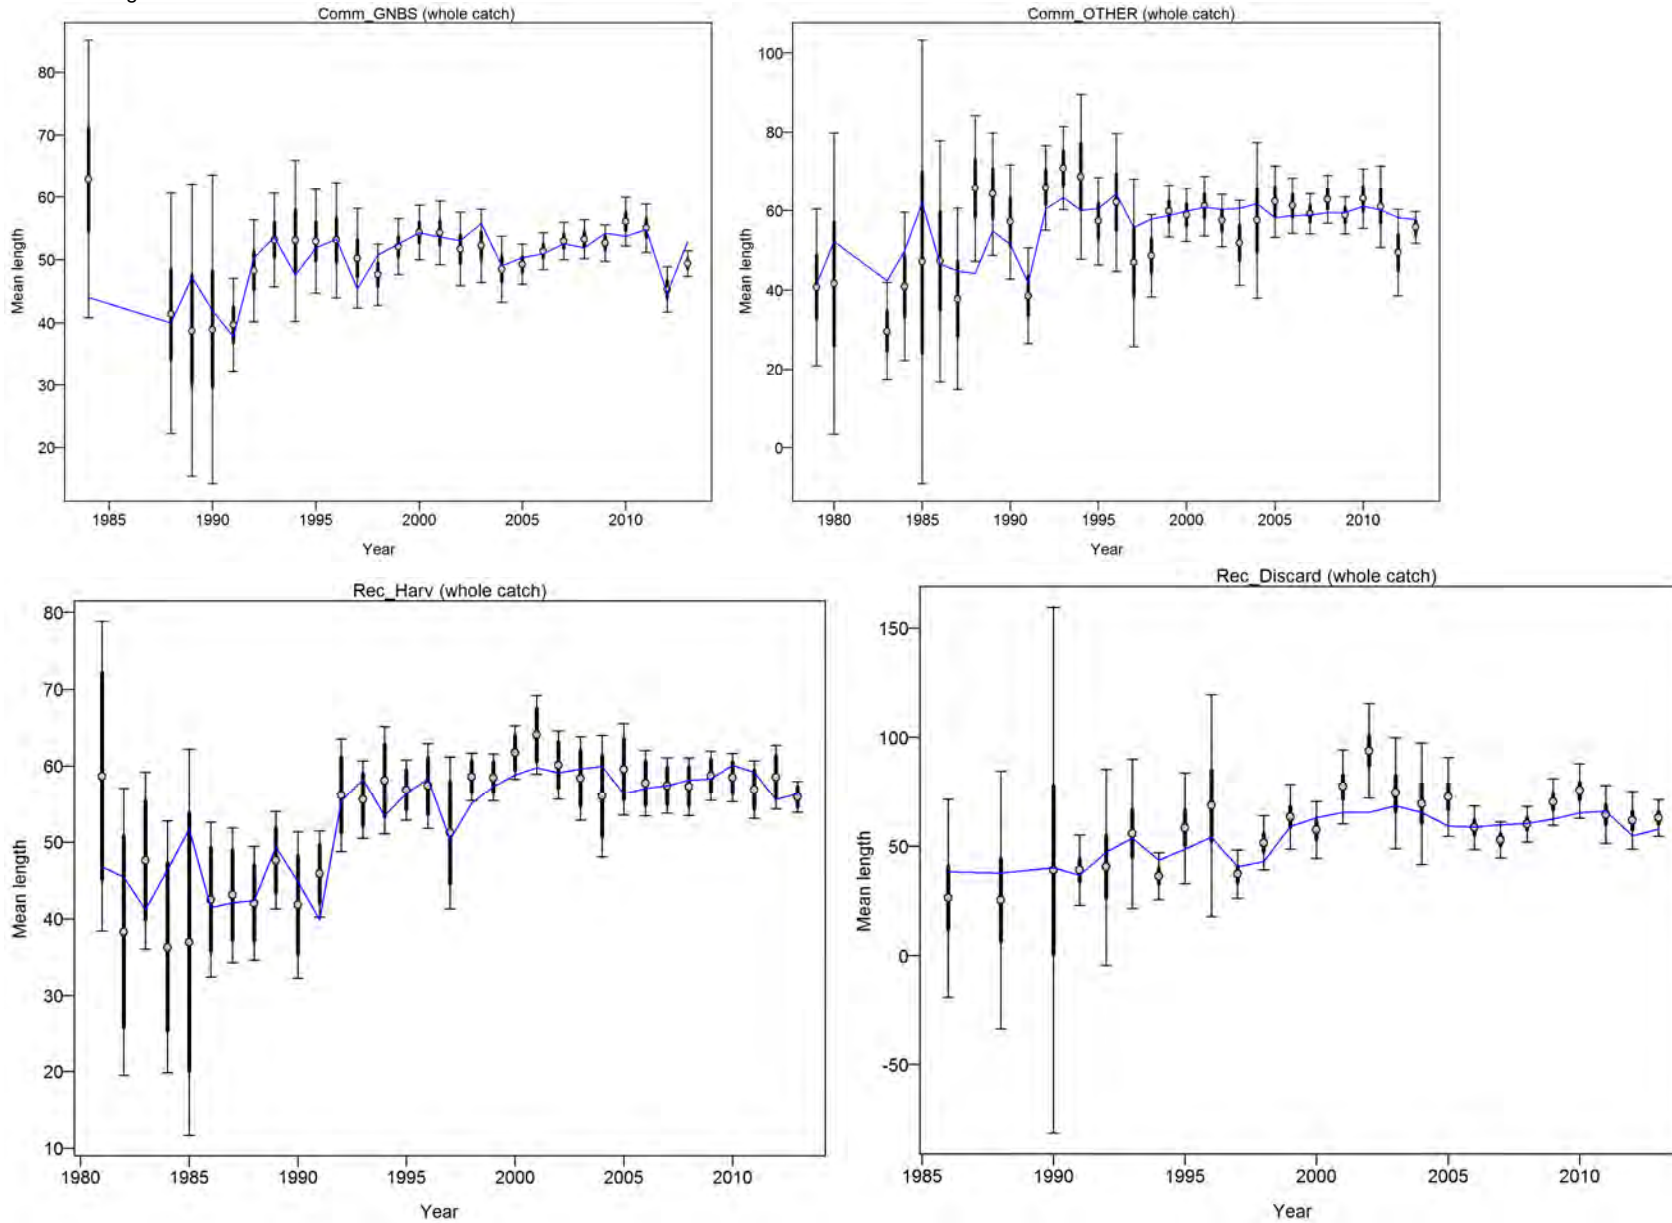 Comm_GNBS (whole catch)
80
70
60
50
40
30
20
Mean length
1985 1990 1995 2000 2005 2010
Year
Comm_OTHER (whole catch)
100
80
60
40
20
0
Mean length
1980 1985 1990 1995 2000 2005 2010
Year
Rec_Harv (whole catch)
80
70
60
50
40
30
20
10
Mean length
1980 1985 1990 1995 2000 2005 2010
Year
Rec_Discard (whole catch)
150
100
50
0
-50
Mean length
1985 1990 1995 2000 2005 2010
Year